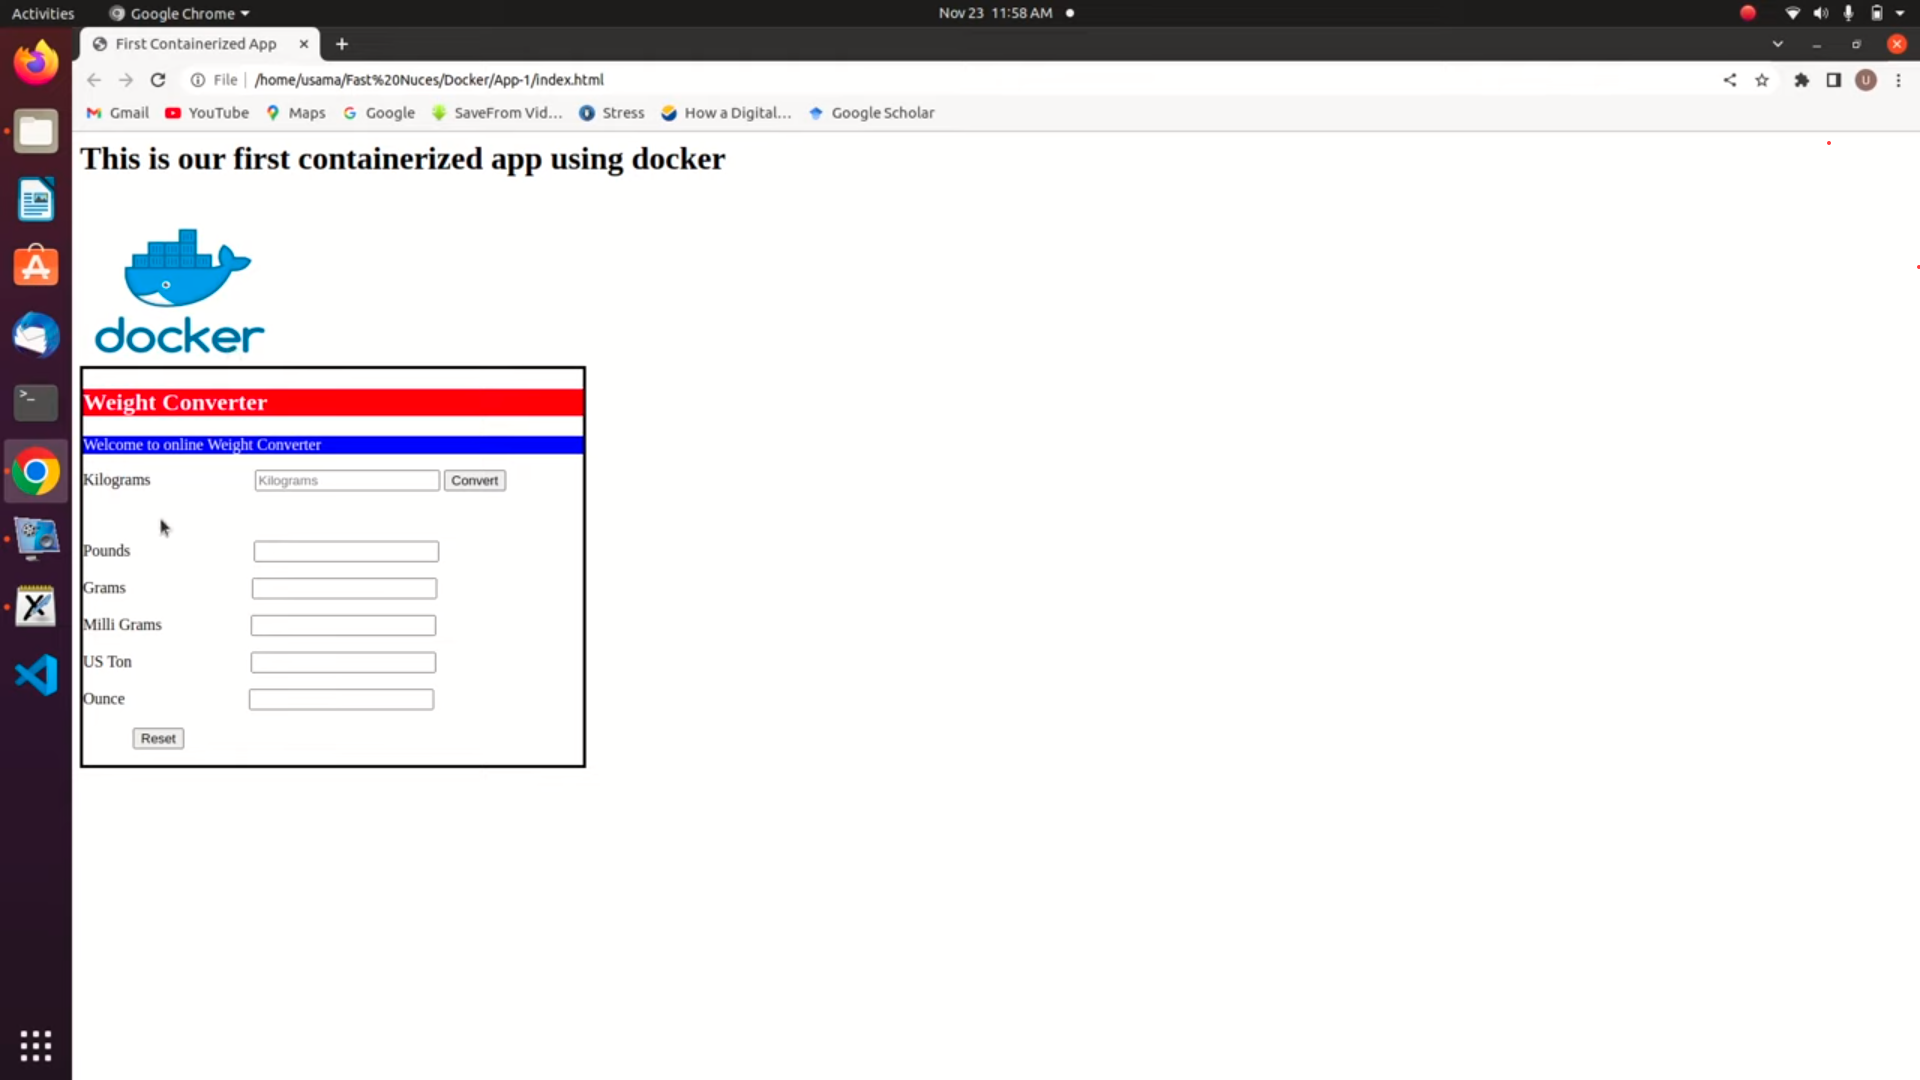 Activities Google Chrome Nov 23 11:58 AM
First Containerized App
File /home/usama/Fast%20Nuces/Docker/App-1/index.html U
Gmail YouTube Maps Google SaveFrom Vid... Stress How a Digital... Google Scholar
This is our first containerized app using docker
docker
Weight Converter
Welcome to online Weight Converter
Kilograms Kilograms Convert
Pounds
Grams
Milli Grams
US Ton
Ounce
Reset